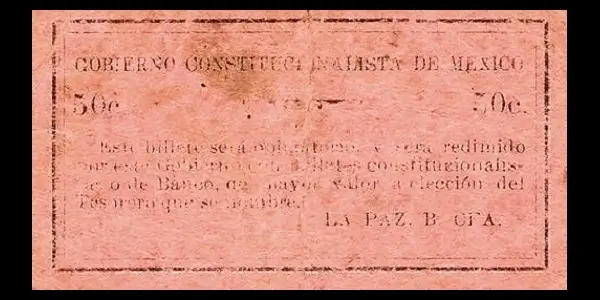 GOBIERNO CONSTITUCIONALISTA DE MEXICO
50c. 50c.
Este billete será obligatorio, y será redimido
por este Gobierno con billetes constitucionalis-
tas o de Banco, de mayor valor a elección del
Tesorero que se nombre.
LA PAZ, B. CFA.